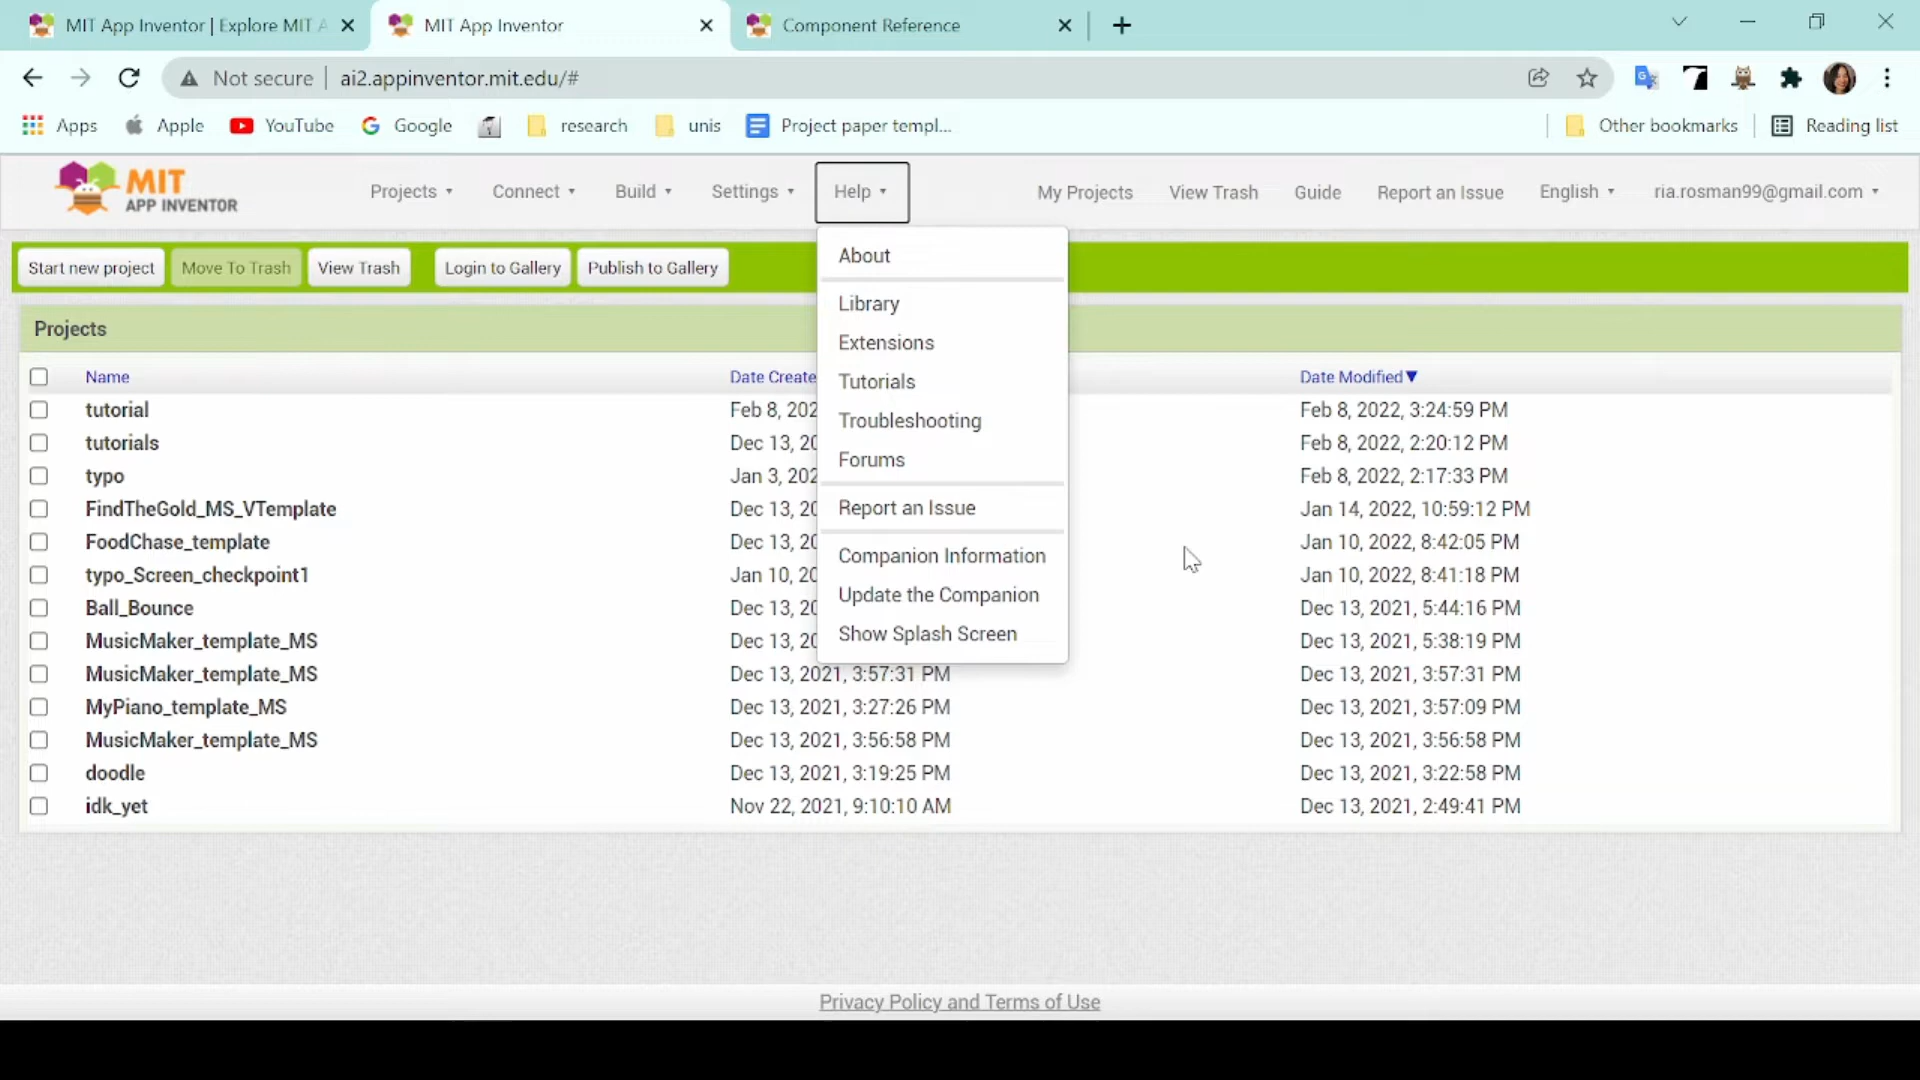 MIT App Inventor | Explore MIT A
MIT App Inventor
Component Reference
Not secure
ai2.appinventor.mit.edu/#
Apps
Apple
YouTube
Google
research
unis
Project paper templ...
Other bookmarks
Reading list
MIT
APP INVENTOR
Projects
Connect
Build
Settings
Help
My Projects
View Trash
Guide
Report an Issue
English
ria.rosman99@gmail.com
Start new project
Move To Trash
View Trash
Login to Gallery
Publish to Gallery
About
Library
Extensions
Tutorials
Troubleshooting
Forums
Report an Issue
Companion Information
Update the Companion
Show Splash Screen
Projects
Name Date Create Date Modified▼
tutorial Feb 8, 202 Feb 8, 2022, 3:24:59 PM
tutorials Dec 13, 20 Feb 8, 2022, 2:20:12 PM
typo Jan 3, 202 Feb 8, 2022, 2:17:33 PM
FindTheGold_MS_VTemplate Dec 13, 20 Jan 14, 2022, 10:59:12 PM
FoodChase_template Dec 13, 20 Jan 10, 2022, 8:42:05 PM
typo_Screen_checkpoint1 Jan 10, 20 Jan 10, 2022, 8:41:18 PM
Ball_Bounce Dec 13, 20 Dec 13, 2021, 5:44:16 PM
MusicMaker_template_MS Dec 13, 20 Dec 13, 2021, 5:38:19 PM
MusicMaker_template_MS Dec 13, 2021, 3:57:31 PM Dec 13, 2021, 3:57:31 PM
MyPiano_template_MS Dec 13, 2021, 3:27:26 PM Dec 13, 2021, 3:57:09 PM
MusicMaker_template_MS Dec 13, 2021, 3:56:58 PM Dec 13, 2021, 3:56:58 PM
doodle Dec 13, 2021, 3:19:25 PM Dec 13, 2021, 3:22:58 PM
idk_yet Nov 22, 2021, 9:10:10 AM Dec 13, 2021, 2:49:41 PM
Privacy Policy and Terms of Use